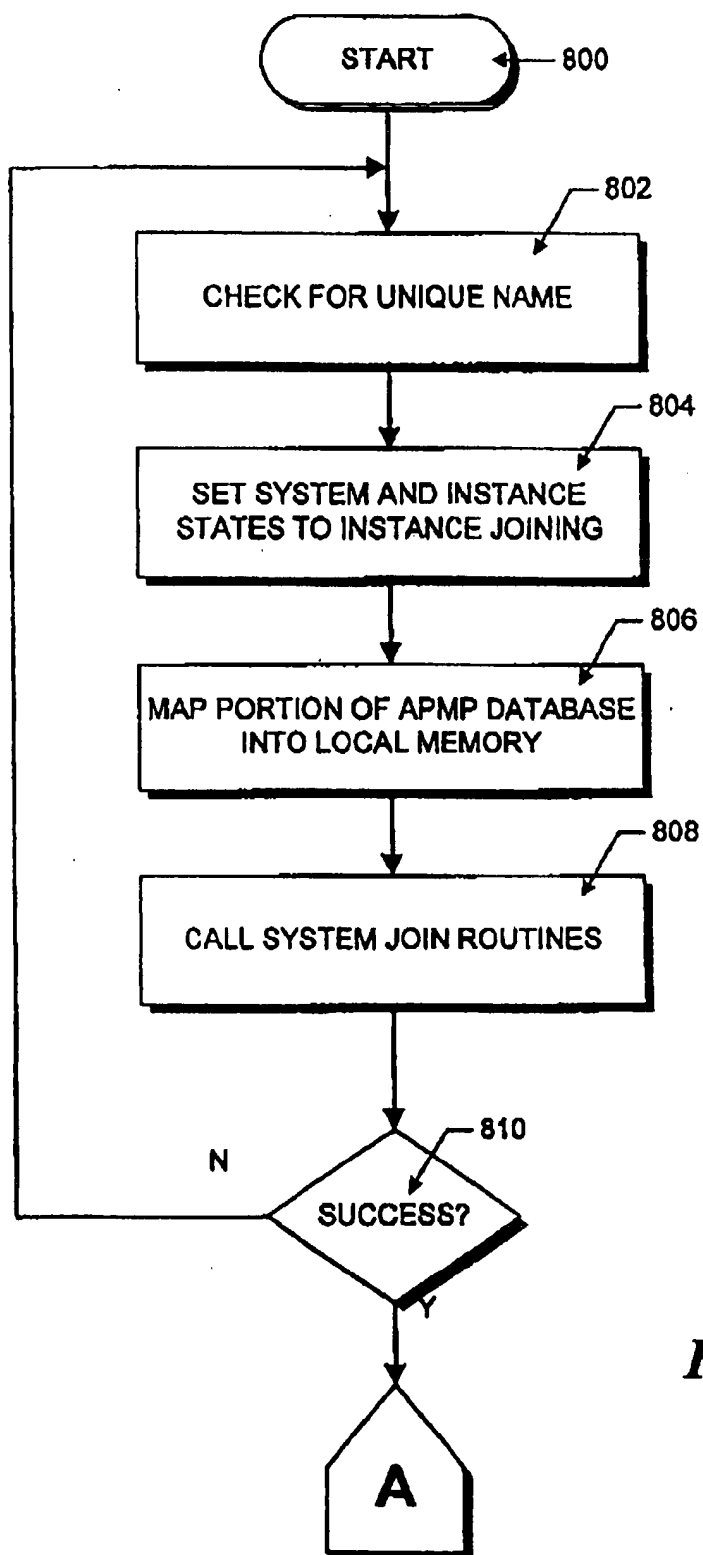 START
800
802
CHECK FOR UNIQUE NAME
804
SET SYSTEM AND INSTANCE
STATES TO INSTANCE JOINING
806
MAP PORTION OF APMP DATABASE
INTO LOCAL MEMORY
808
CALL SYSTEM JOIN ROUTINES
810
N
SUCCESS?
Y
A